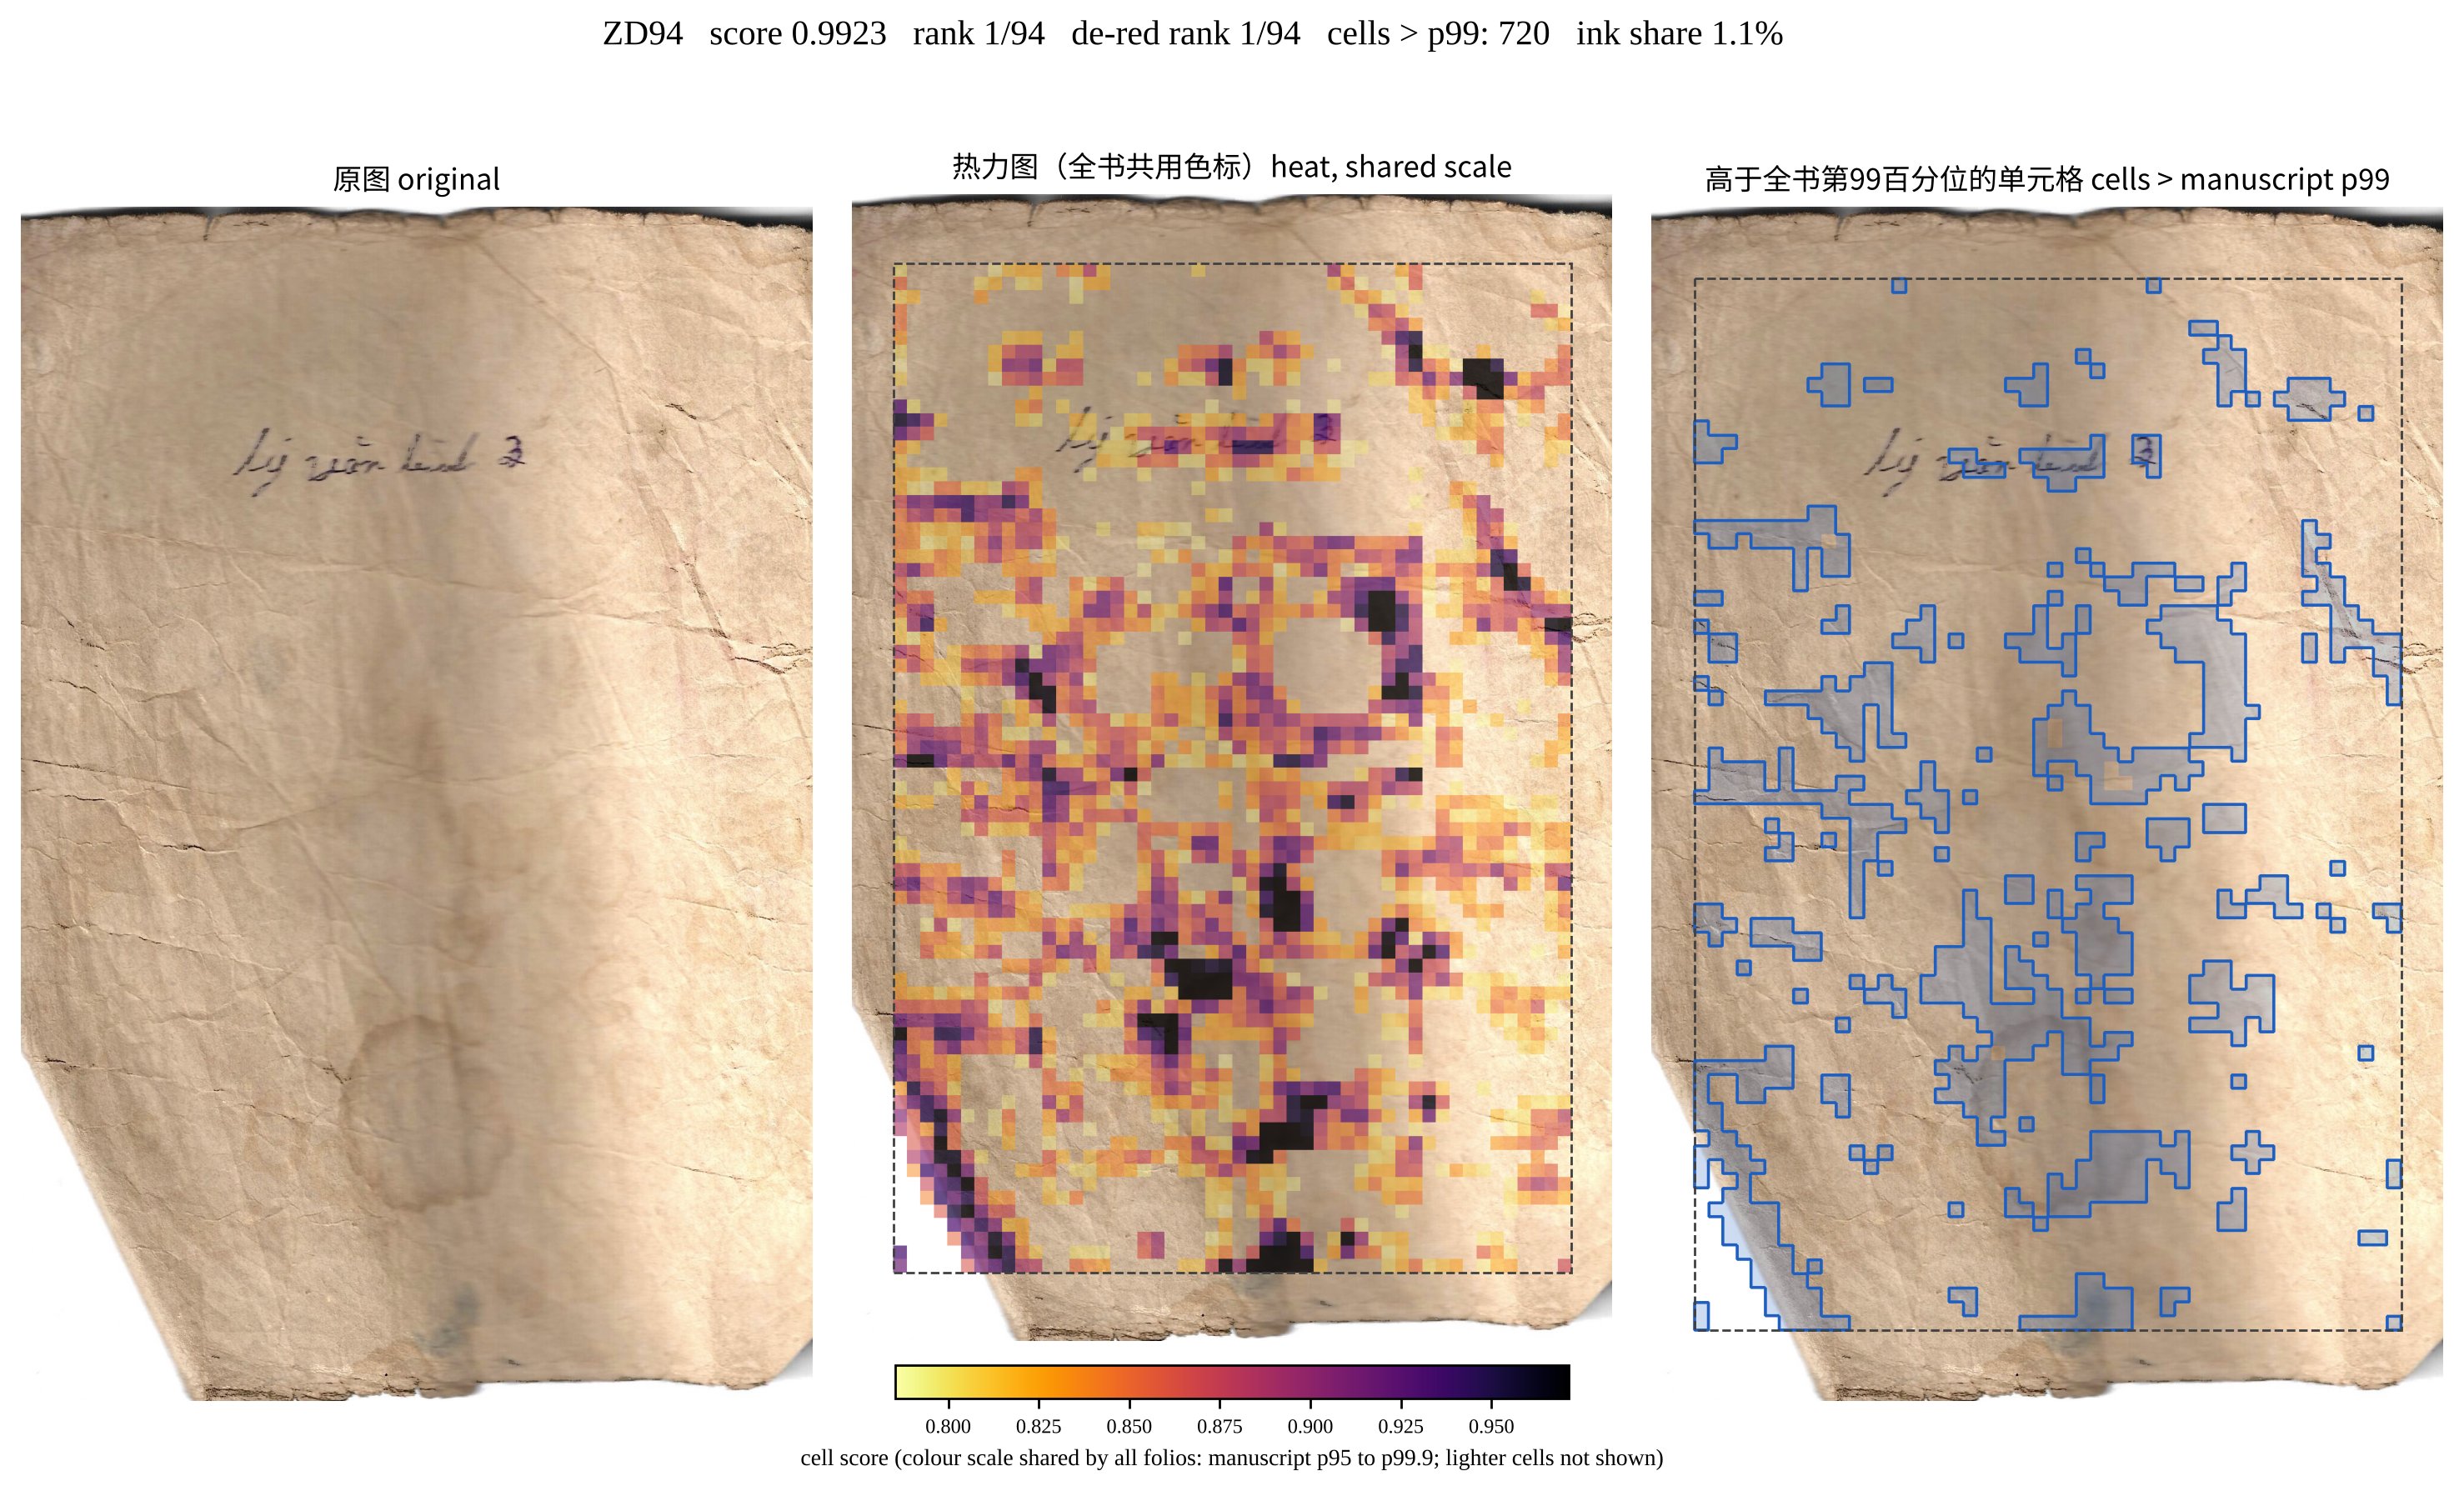 ZD94 score 0.9923 rank 1/94 de-red rank 1/94 cells > p99: 720 ink share 1.1%
原图 original
热力图（全书共用色标）heat, shared scale
高于全书第99百分位的单元格 cells > manuscript p99
0.800 0.825 0.850 0.875 0.900 0.925 0.950
cell score (colour scale shared by all folios: manuscript p95 to p99.9; lighter cells not shown)